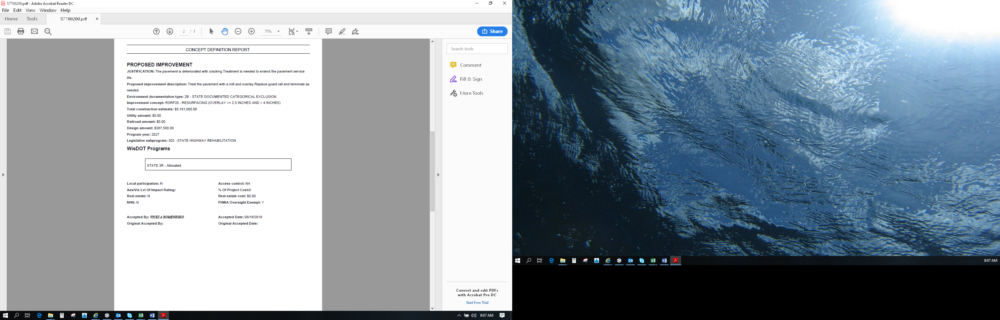 57700200.pdf - Adobe Acrobat Reader DC
File Edit View Window Help
Home Tools 57700200.pdf ×
2 / 3 75% Share
CONCEPT DEFINITION REPORT
PROPOSED IMPROVEMENT
JUSTIFICATION: The pavement is deteriorated with cracking.Treatment is needed to extend the pavement service
life.
Proposed improvement description: Treat the pavement with a mill and overlay.Replace guard rail end terminals as
needed.
Environment documentation type: 2B - STATE DOCUMENTED CATEGORICAL EXCLUSION
Improvement concept: RSRF20 - RESURFACING (OVERLAY >= 2.5 INCHES AND < 4 INCHES)
Total construction estimate: $5,161,000.00
Utility amount: $0.00
Railroad amount: $0.00
Design amount: $387,500.00
Program year: 2027
Legislative subprogram: 303 -STATE HIGHWAY REHABILITATION
WisDOT Programs
STATE 3R - Allocated
Local participation: N Access control: NA
Aes/Vis Lvl Of Impact Rating: % Of Project Cost:0
Real estate: N Real estate cost: $0.00
NHS: N FHWA Oversight Exempt: Y
Accepted By: VICKI A ROMENESKO Accepted Date: 06/18/2019
Original Accepted By: Original Accepted Date:
Search tools
Comment
Fill & Sign
More Tools
Convert and edit PDFs
with Acrobat Pro DC
Start Free Trial
8:07 AM
8:07 AM